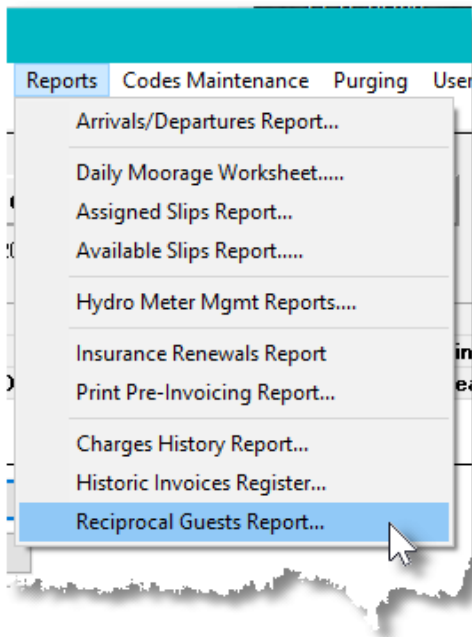 Reports Codes Maintenance Purging User
Arrivals/Departures Report...
Daily Moorage Worksheet.....
Assigned Slips Report...
Available Slips Report.....
Hydro Meter Mgmt Reports....
Insurance Renewals Report
Print Pre-Invoicing Report...
Charges History Report...
Historic Invoices Register...
Reciprocal Guests Report...